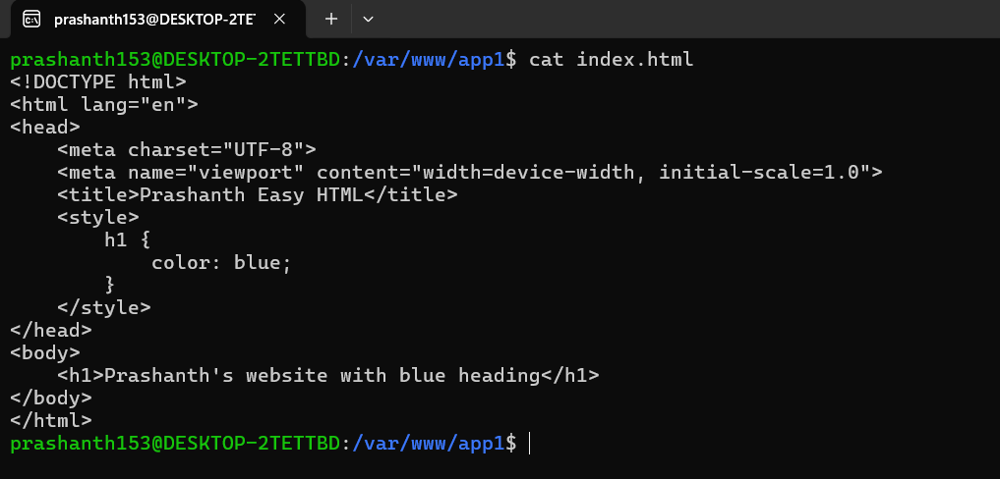 prashanth153@DESKTOP-2TE
prashanth153@DESKTOP-2TETTBD:/var/www/app1$ cat index.html
<!DOCTYPE html>
<html lang="en">
<head>
    <meta charset="UTF-8">
    <meta name="viewport" content="width=device-width, initial-scale=1.0">
    <title>Prashanth Easy HTML</title>
    <style>
        h1 {
            color: blue;
        }
    </style>
</head>
<body>
    <h1>Prashanth's website with blue heading</h1>
</body>
</html>
prashanth153@DESKTOP-2TETTBD:/var/www/app1$